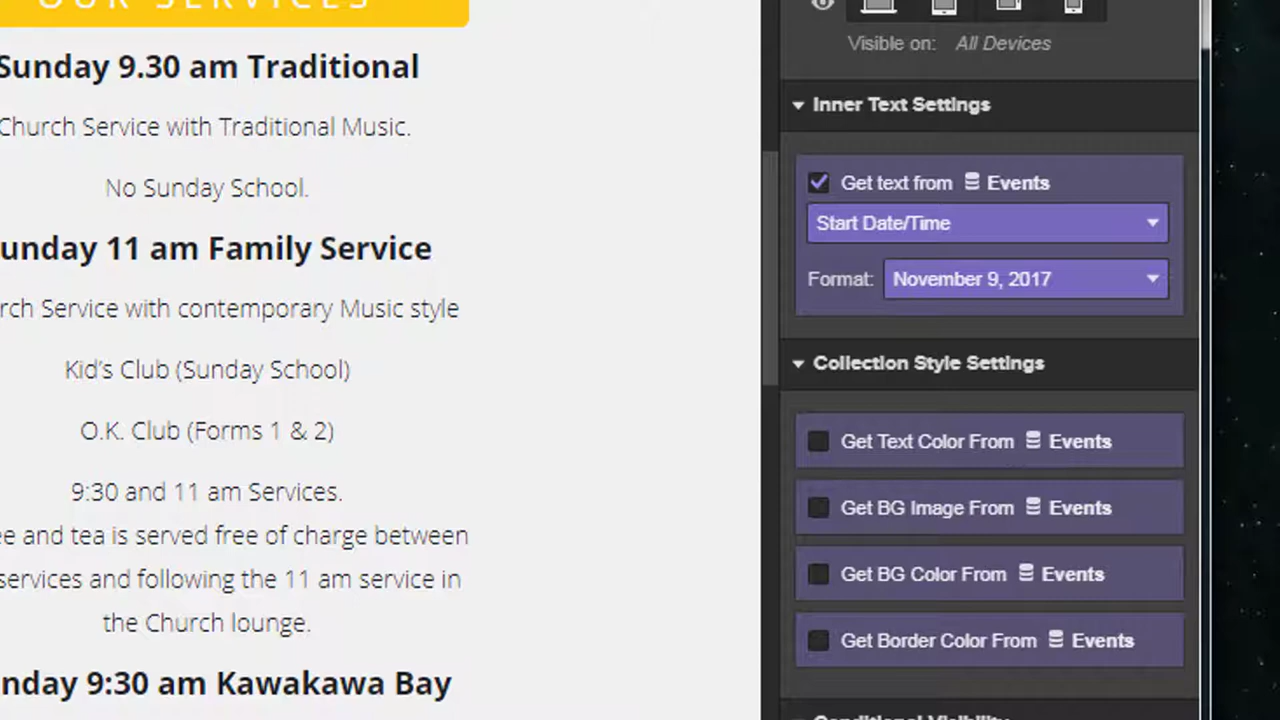 OUR SERVICES
Sunday 9.30 am Traditional
Church Service with Traditional Music.
No Sunday School.
unday 11 am Family Service
rch Service with contemporary Music style
Kid's Club (Sunday School)
O.K. Club (Forms 1 & 2)
9:30 and 11 am Services.
ee and tea is served free of charge between
services and following the 11 am service in
the Church lounge.
nday 9:30 am Kawakawa Bay
Visible on: All Devices
Inner Text Settings
Get text from Events
Start Date/Time
Format: November 9, 2017
Collection Style Settings
Get Text Color From Events
Get BG Image From Events
Get BG Color From Events
Get Border Color From Events
Conditional Visibility